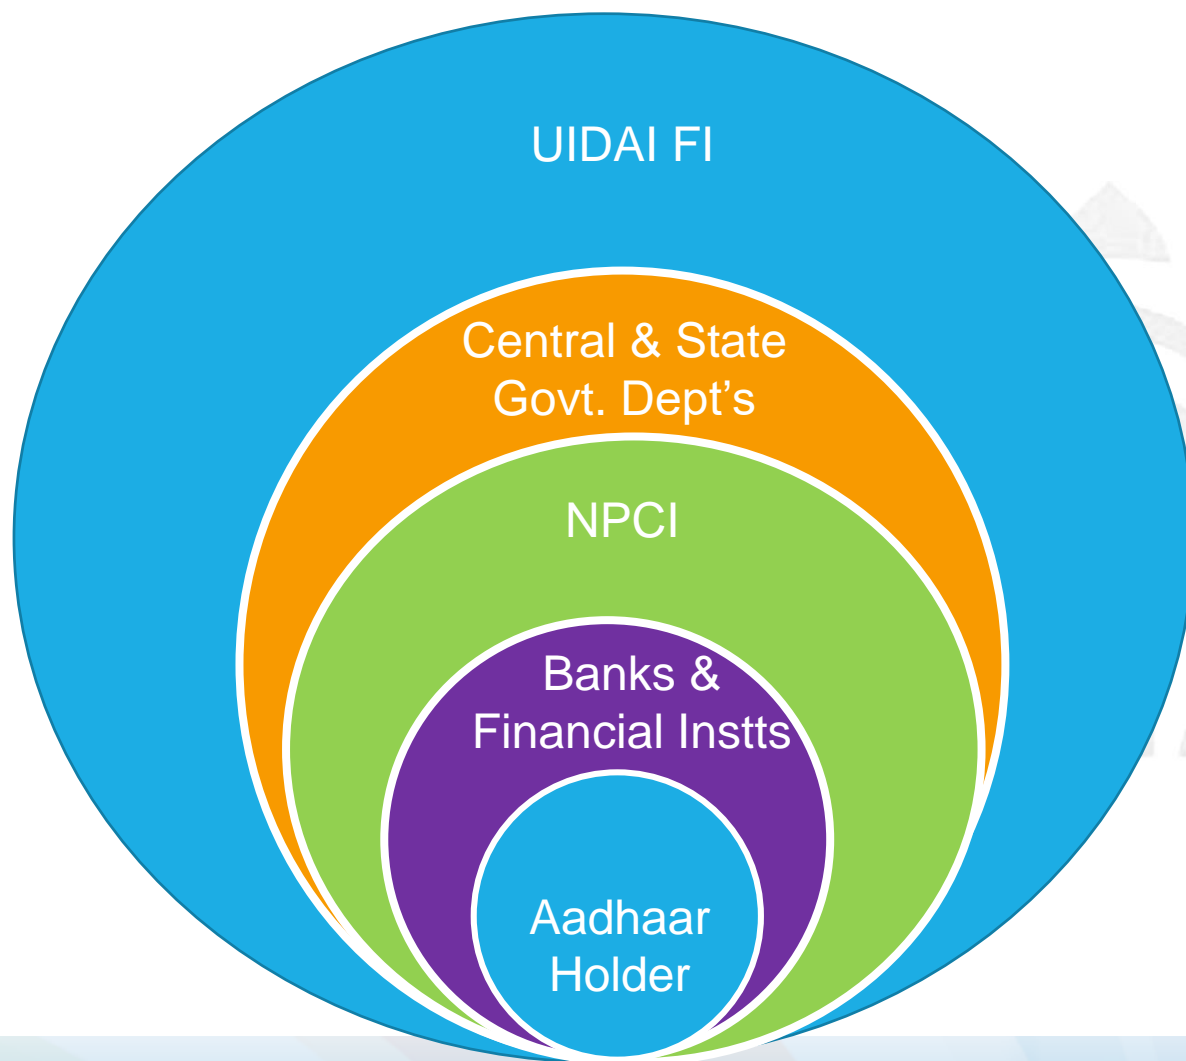 UIDAI FI
Central & State
Govt. Dept’s
NPCI
Banks &
Financial Instts
Aadhaar
Holder